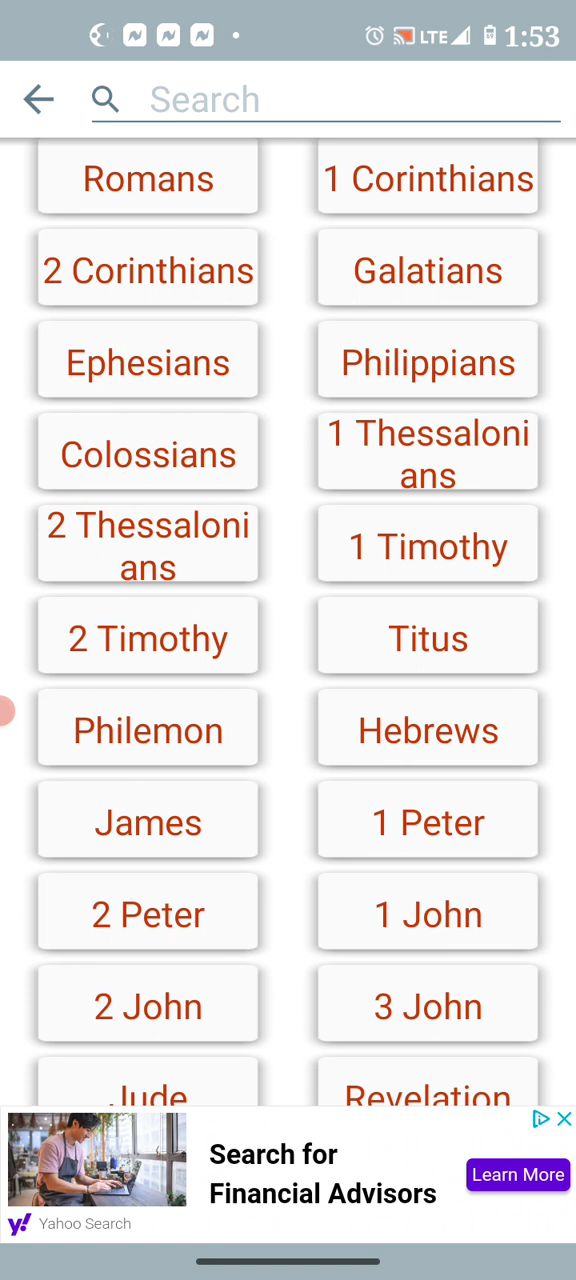 LTE 1:53
Search
Romans
1 Corinthians
2 Corinthians
Galatians
Ephesians
Philippians
Colossians
1 Thessaloni
ans
2 Thessaloni
ans
1 Timothy
2 Timothy
Titus
Philemon
Hebrews
James
1 Peter
2 Peter
1 John
2 John
3 John
Jude
Revelation
Search for
Financial Advisors
Learn More
y! Yahoo Search